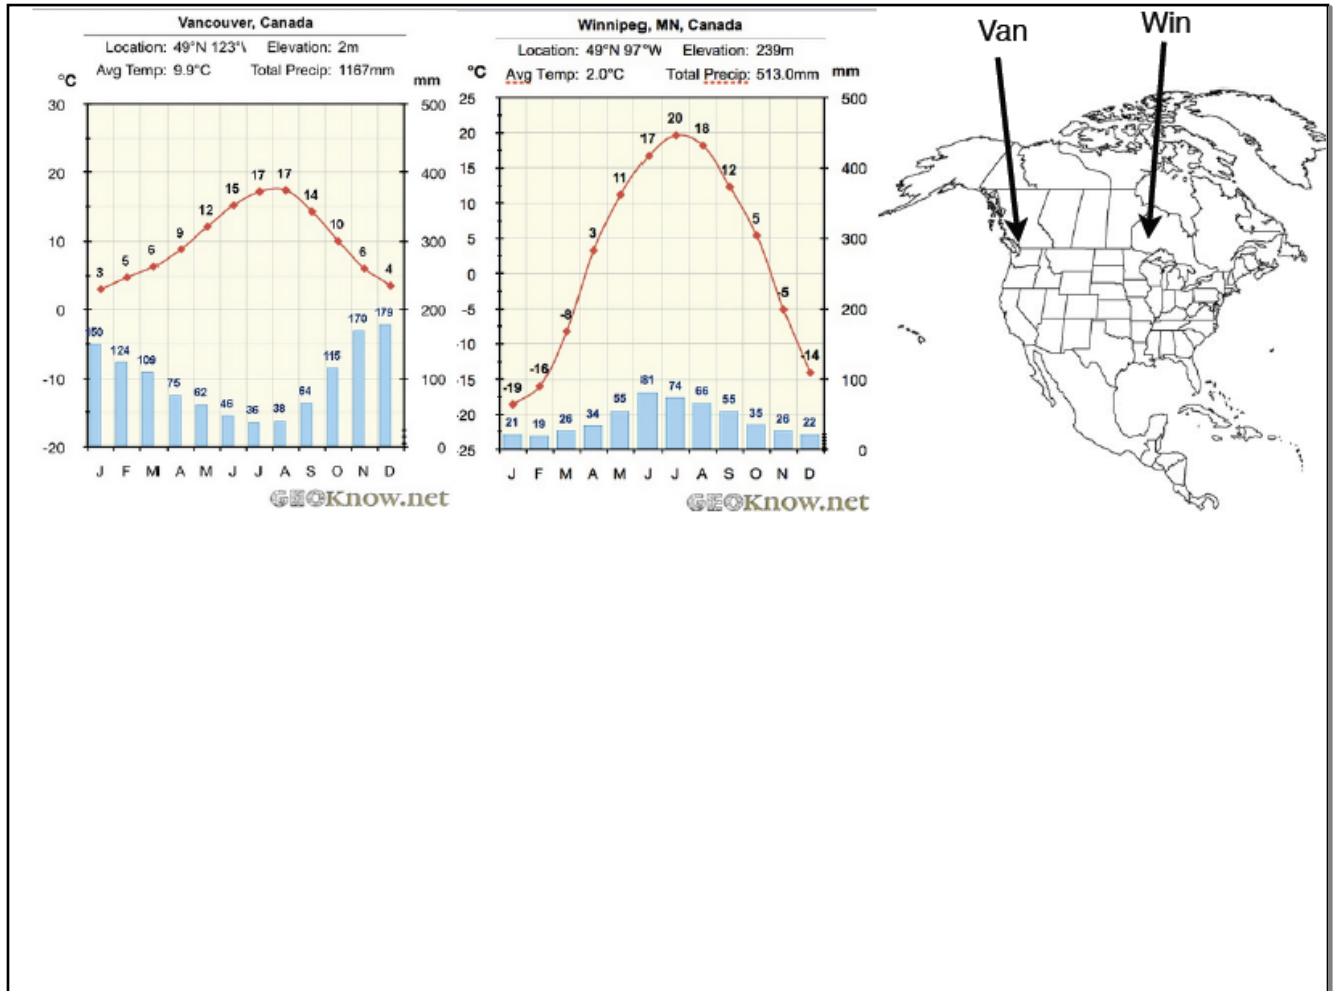 Vancouver, Canada
Location: 49°N 123°\ Elevation: 2m
Avg Temp: 9.9°C Total Precip: 1167mm
°C mm
30 500
20 400
10 300
0 200
-10 100
-20 0
3 5 6 9 12 15 17 17 14 10 6 4
150 124 109 75 62 46 36 38 64 115 170 179
J F M A M J J A S O N D
GEOKnow.net
Winnipeg, MN, Canada
Location: 49°N 97°W Elevation: 239m
Avg Temp: 2.0°C Total Precip: 513.0mm
°C mm
25 500
20
15 400
10
5 300
0
-5 200
-10
-15 100
-20
-25 0
-19 -16 -8 3 11 17 20 18 12 5 -5 -14
21 19 26 34 55 81 74 66 55 35 26 22
J F M A M J J A S O N D
GEOKnow.net
Van Win